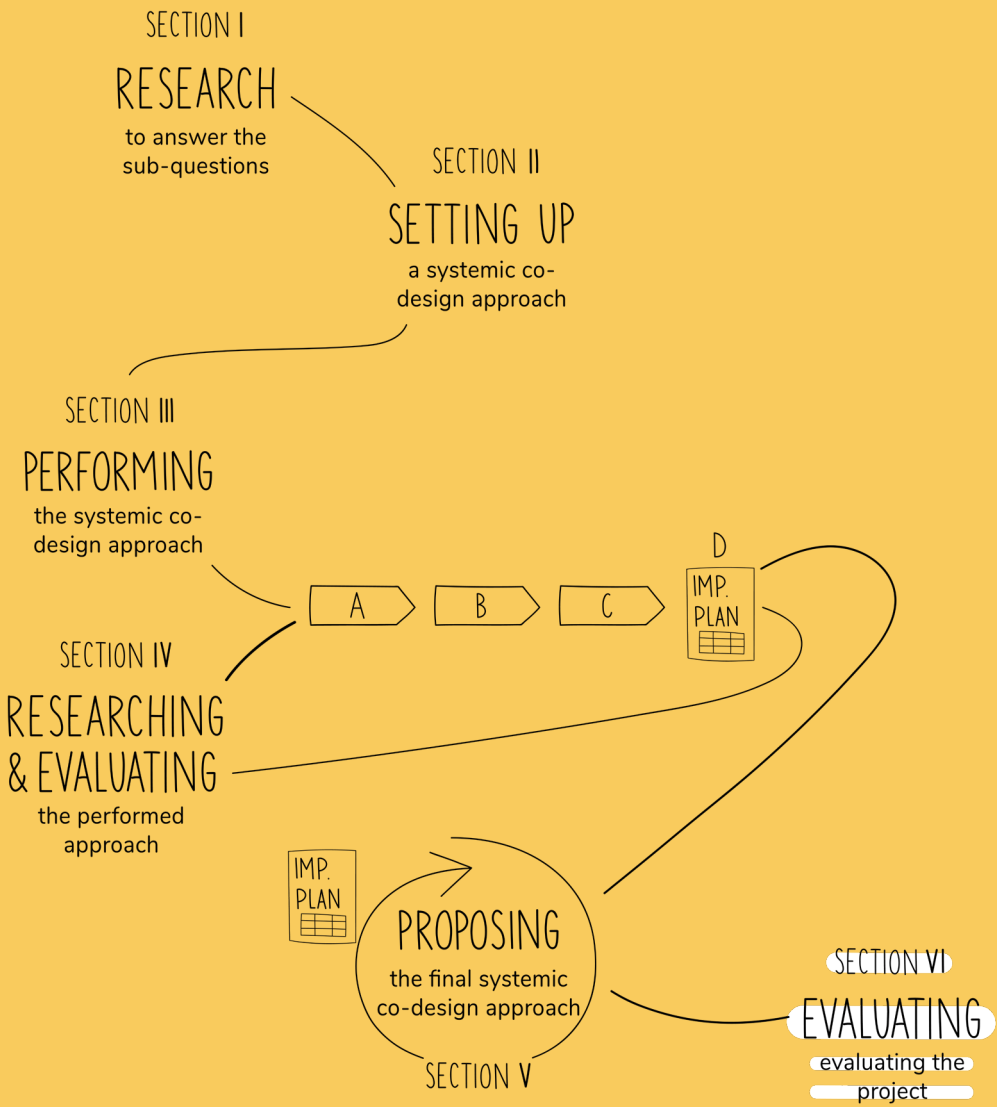 SECTION I
RESEARCH
to answer the
sub-questions
SECTION II
SETTING UP
a systemic co-
design approach
SECTION III
PERFORMING
the systemic co-
design approach
D
IMP.
PLAN
A
B
C
SECTION IV
RESEARCHING
& EVALUATING
the performed
approach
IMP.
PLAN
PROPOSING
the final systemic
co-design approach
SECTION V
SECTION VI
EVALUATING
evaluating the
project